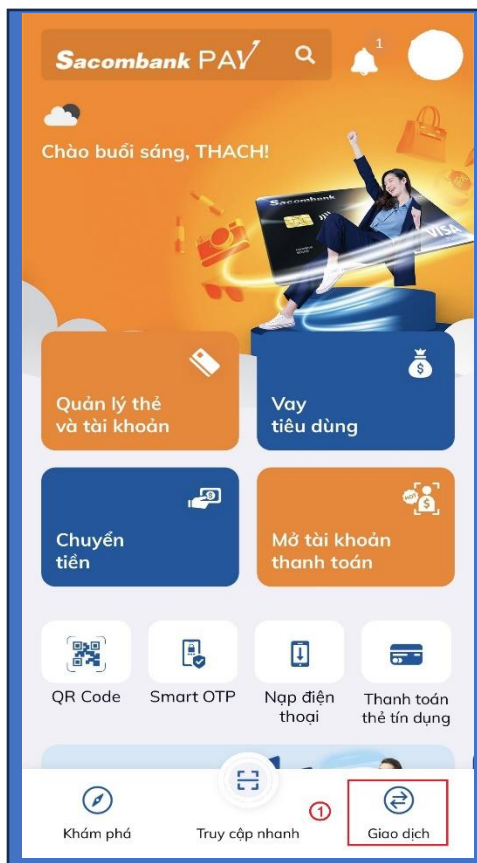 Sacombank PAY
1
Chào buổi sáng, THACH!
Sacombank
VISA
Quản lý thẻ
và tài khoản
Vay
tiêu dùng
Chuyển
tiền
HOT
Mở tài khoản
thanh toán
QR Code
Smart OTP
Nạp điện
thoại
Thanh toán
thẻ tín dụng
1
Khám phá
Truy cập nhanh
Giao dịch